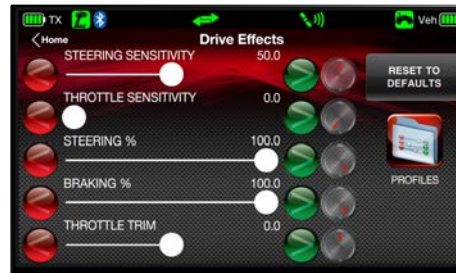 TX
Veh
Home
Drive Effects
STEERING SENSITIVITY 50.0
THROTTLE SENSITIVITY 0.0
STEERING % 100.0
BRAKING % 100.0
THROTTLE TRIM 0.0
RESET TO
DEFAULTS
PROFILES